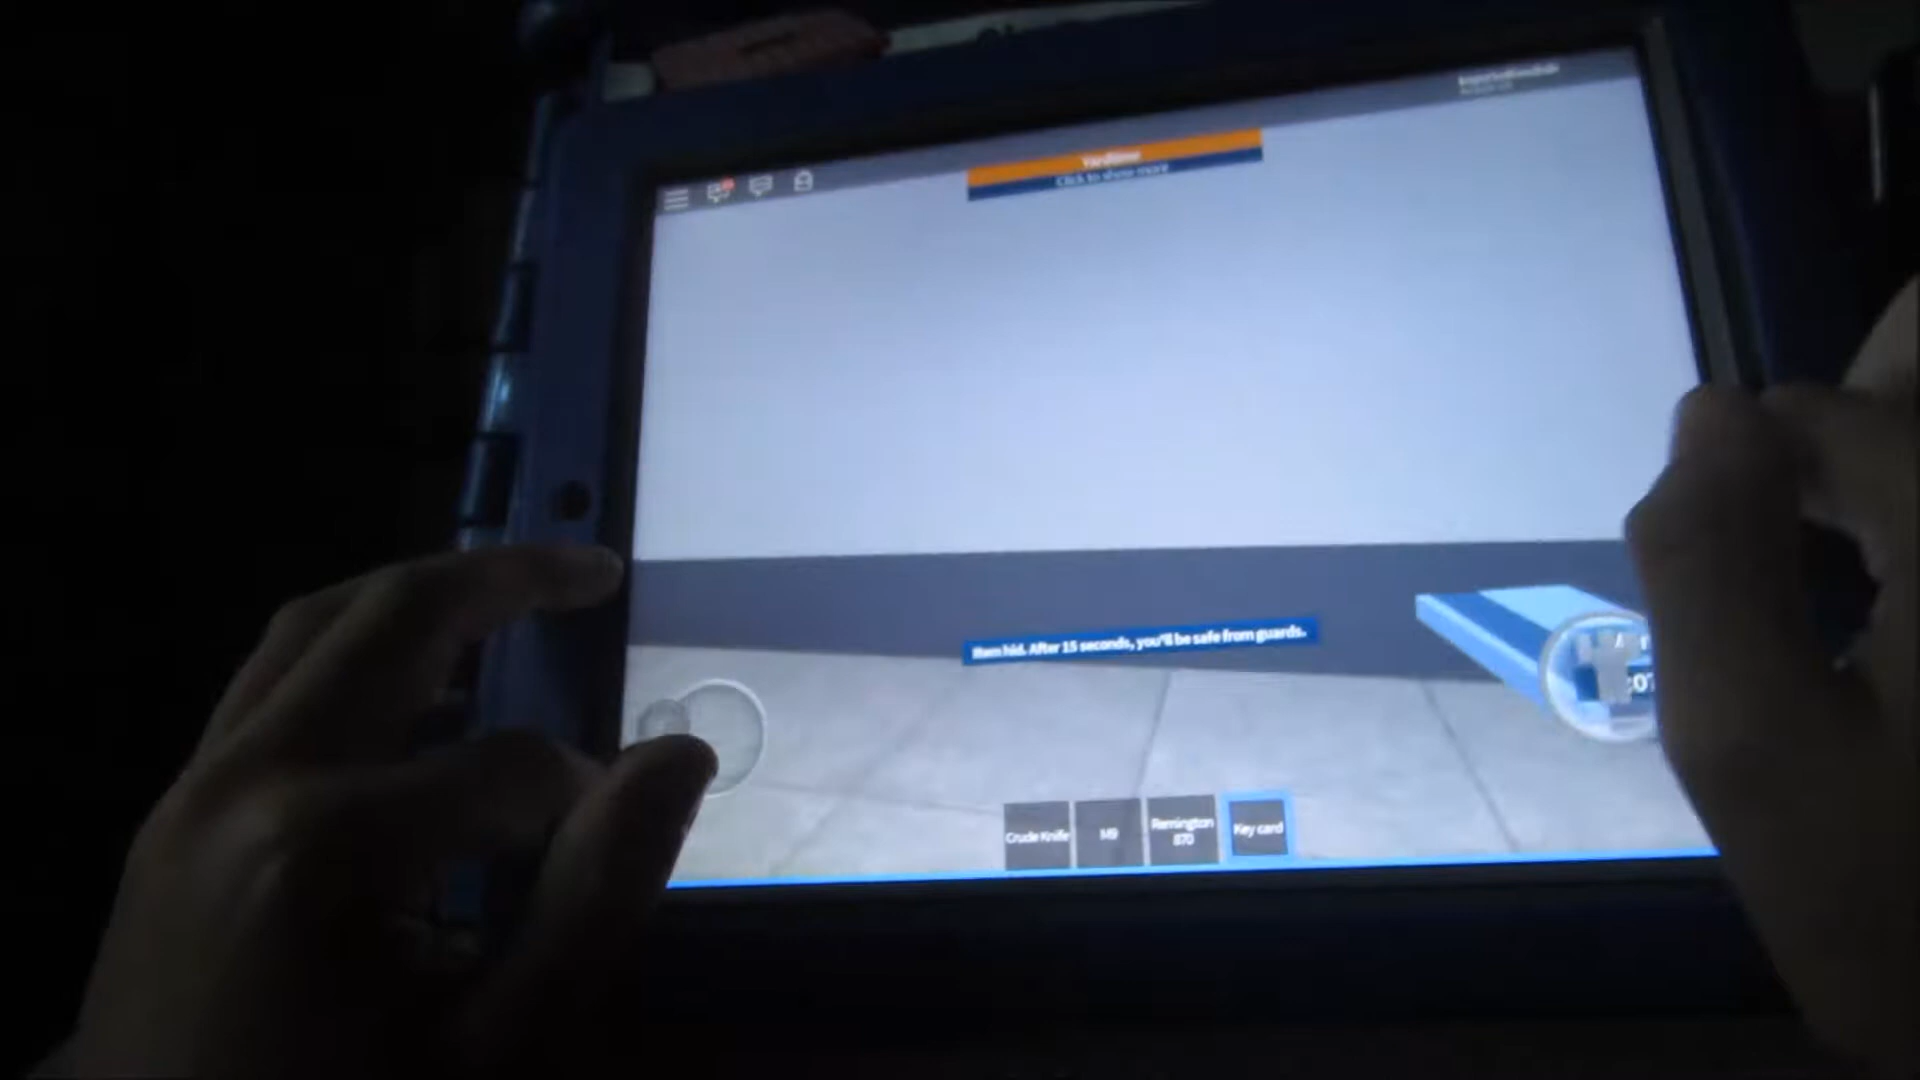 Yardtime
Click to show more
Item hid. After 15 seconds, you'll be safe from guards.
Crude Knife
M9
Remington
870
Key card